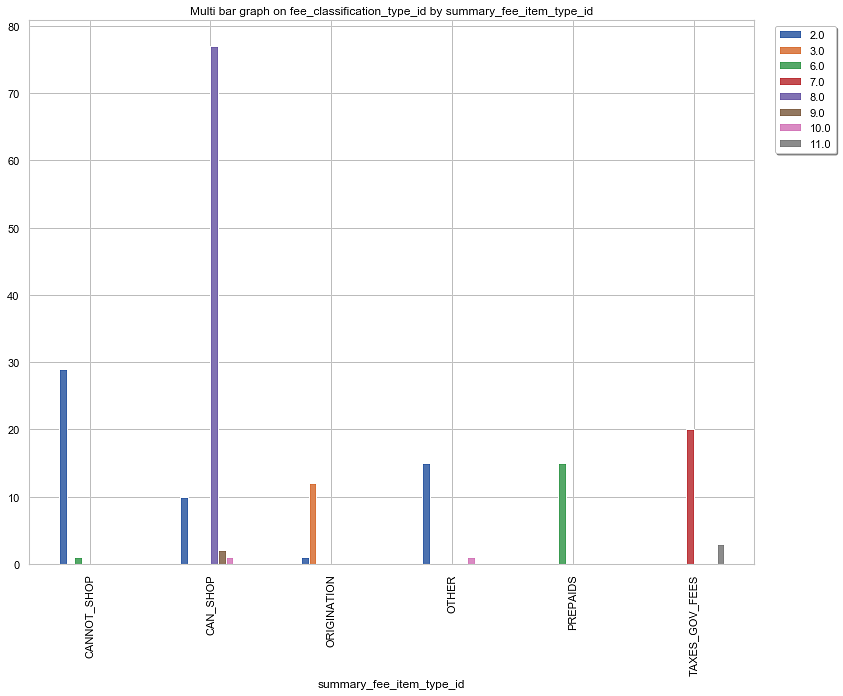 Multi bar graph on fee_classification_type_id by summary_fee_item_type_id
80
70
60
50
40
30
20
10
0
CANNOT_SHOP
CAN_SHOP
ORIGINATION
OTHER
PREPAIDS
TAXES_GOV_FEES
summary_fee_item_type_id
2.0
3.0
6.0
7.0
8.0
9.0
10.0
11.0